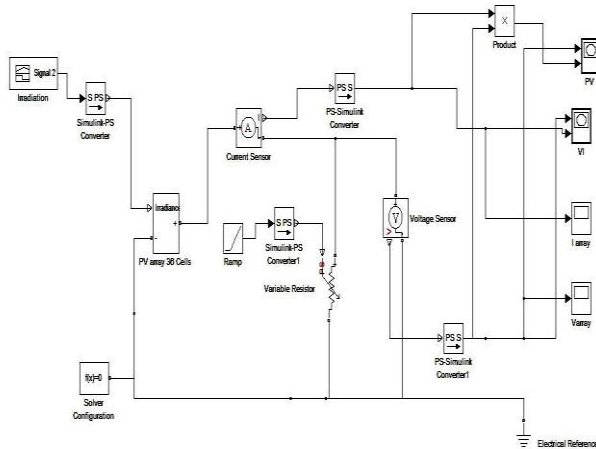 Signal 2
Irradiation
S PS
Simulink-PS
Converter
Irradiance
+
-
PV array 36 Cells
A
I
Current Sensor
PS S
PS-Simulink
Converter
X
Product
PV
VI
V
V
Voltage Sensor
I array
Varray
Ramp
S PS
Simulink-PS
Converter1
Variable Resistor
PS S
PS-Simulink
Converter1
f(x)=0
Solver
Configuration
Electrical Reference